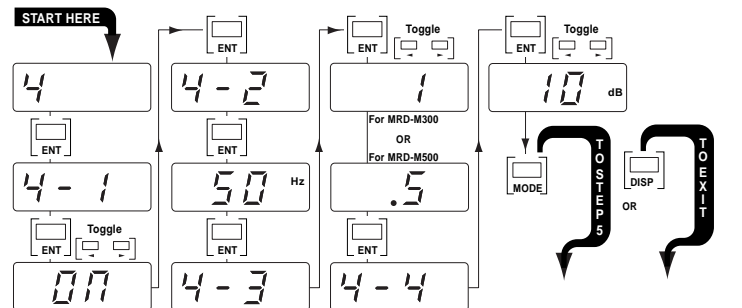 START HERE
4
ENT
4-1
ENT
Toggle
ON
ENT
4-2
ENT
50 Hz
ENT
4-3
ENT
Toggle
1
For MRD-M300
OR
For MRD-M500
.5
ENT
4-4
ENT
Toggle
10 dB
MODE
TO STEP 5
DISP
OR
TO EXIT